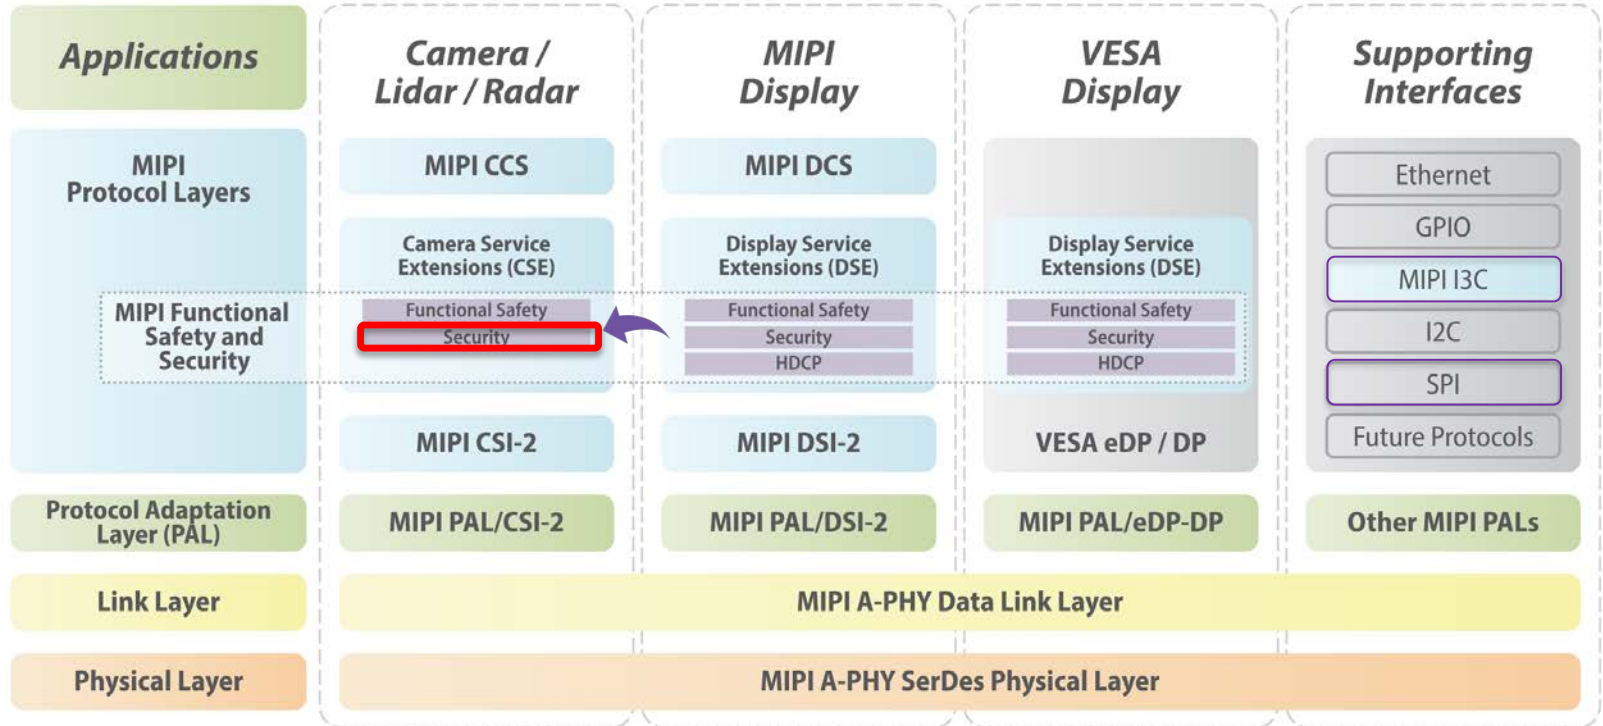 Applications
Camera /
Lidar / Radar
MIPI
Display
VESA
Display
Supporting
Interfaces
MIPI
Protocol Layers
MIPI CCS
MIPI DCS
Ethernet
GPIO
Camera Service
Extensions (CSE)
Display Service
Extensions (DSE)
Display Service
Extensions (DSE)
MIPI I3C
MIPI Functional
Safety and
Security
Functional Safety
Security
Functional Safety
Security
HDCP
Functional Safety
Security
HDCP
I2C
SPI
MIPI CSI-2
MIPI DSI-2
VESA eDP / DP
Future Protocols
Protocol Adaptation
Layer (PAL)
MIPI PAL/CSI-2
MIPI PAL/DSI-2
MIPI PAL/eDP-DP
Other MIPI PALs
Link Layer
MIPI A-PHY Data Link Layer
Physical Layer
MIPI A-PHY SerDes Physical Layer